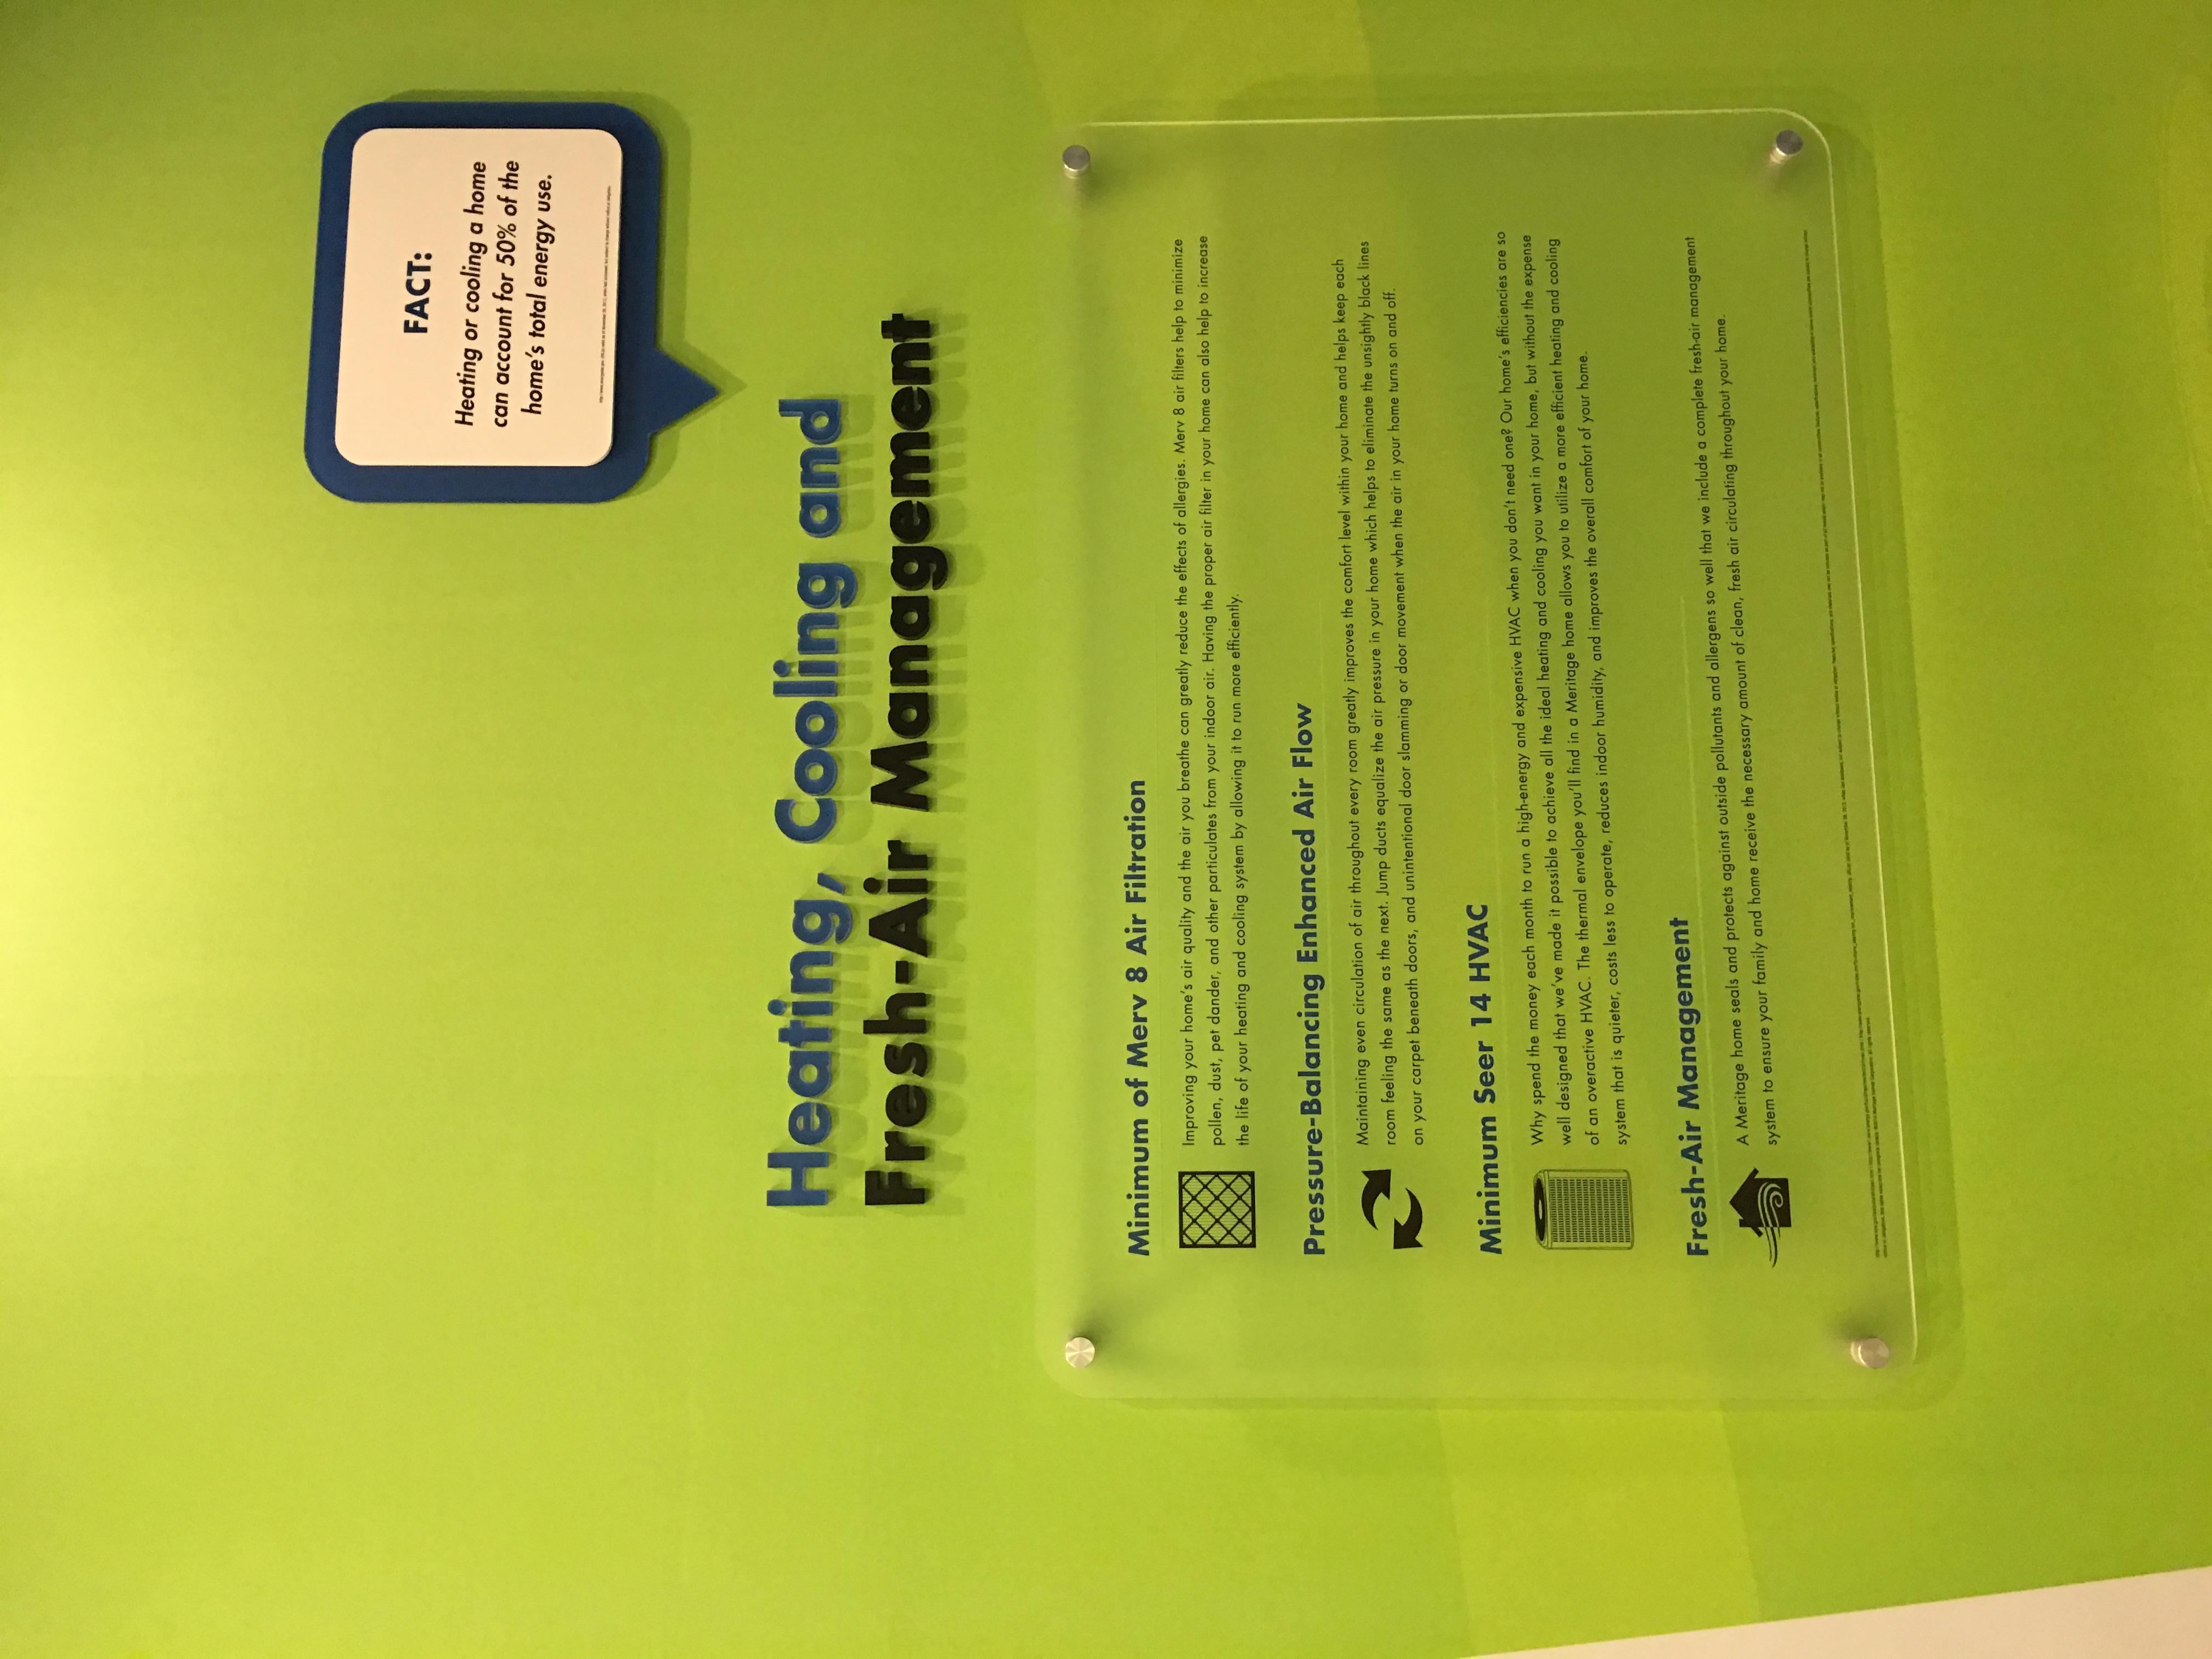 FACT:
Heating or cooling a home
can account for 50% of the
home's total energy use.
Heating, Cooling and
Fresh-Air Management
Minimum of Merv 8 Air Filtration
Improving your home's air quality and the air you breathe can greatly reduce the effects of allergies. Merv 8 air filters help to minimize
pollen, dust, pet dander, and other particulates from your indoor air. Having the proper air filter in your home can also help to increase
the life of your heating and cooling system by allowing it to run more efficiently.
Pressure-Balancing Enhanced Air Flow
Maintaining even circulation of air throughout every room greatly improves the comfort level within your home and helps keep each
room feeling the same as the next. Jump ducts equalize the air pressure in your home which helps to eliminate the unsightly black lines
on your carpet beneath doors, and unintentional door slamming or door movement when the air in your home turns on and off.
Minimum Seer 14 HVAC
Why spend the money each month to run a high-energy and expensive HVAC when you don't need one? Our home's efficiencies are so
well designed that we've made it possible to achieve all the ideal heating and cooling you want in your home, but without the expense
of an overactive HVAC. The thermal envelope you'll find in a Meritage home allows you to utilize a more efficient heating and cooling
system that is quieter, costs less to operate, reduces indoor humidity, and improves the overall comfort of your home.
Fresh-Air Management
A Meritage home seals and protects against outside pollutants and allergens so well that we include a complete fresh-air management
system to ensure your family and home receive the necessary amount of clean, fresh air circulating throughout your home.